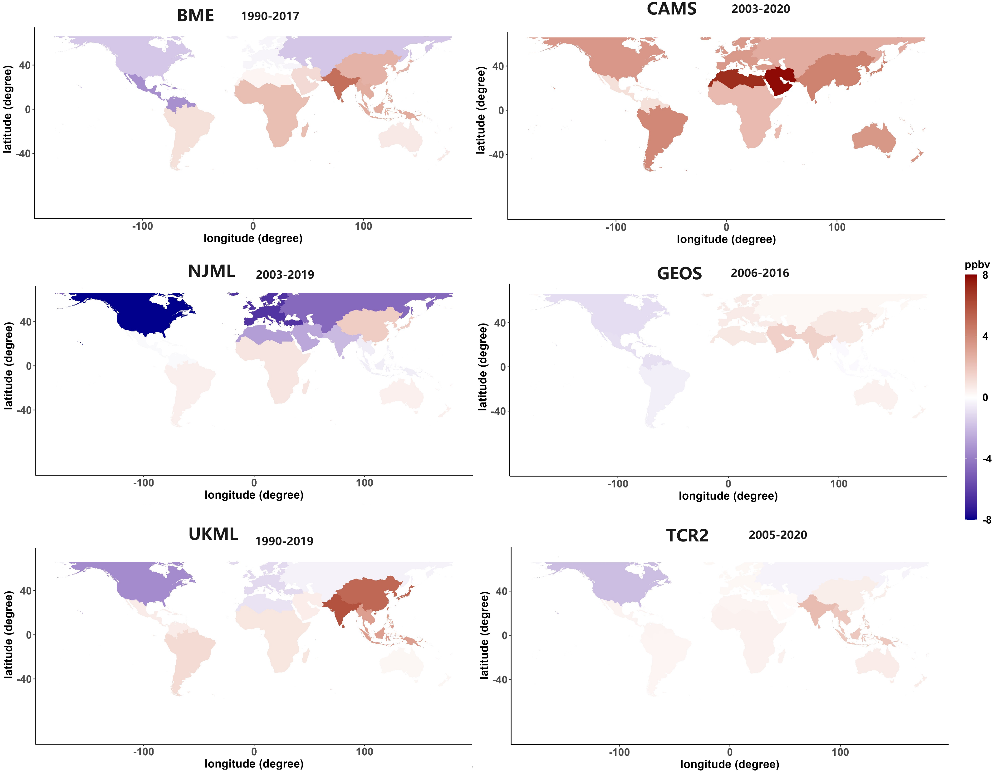 BME 1990-2017
40
0
-40
latitude (degree)
-100 0 100
longitude (degree)
CAMS 2003-2020
40
0
-40
latitude (degree)
-100 0 100
longitude (degree)
NJML 2003-2019
40
0
-40
latitude (degree)
-100 0 100
longitude (degree)
GEOS 2006-2016
40
0
-40
latitude (degree)
-100 0 100
longitude (degree)
ppbv
8
4
0
-4
-8
UKML 1990-2019
40
0
-40
latitude (degree)
-100 0 100
longitude (degree)
TCR2 2005-2020
40
0
-40
latitude (degree)
-100 0 100
longitude (degree)